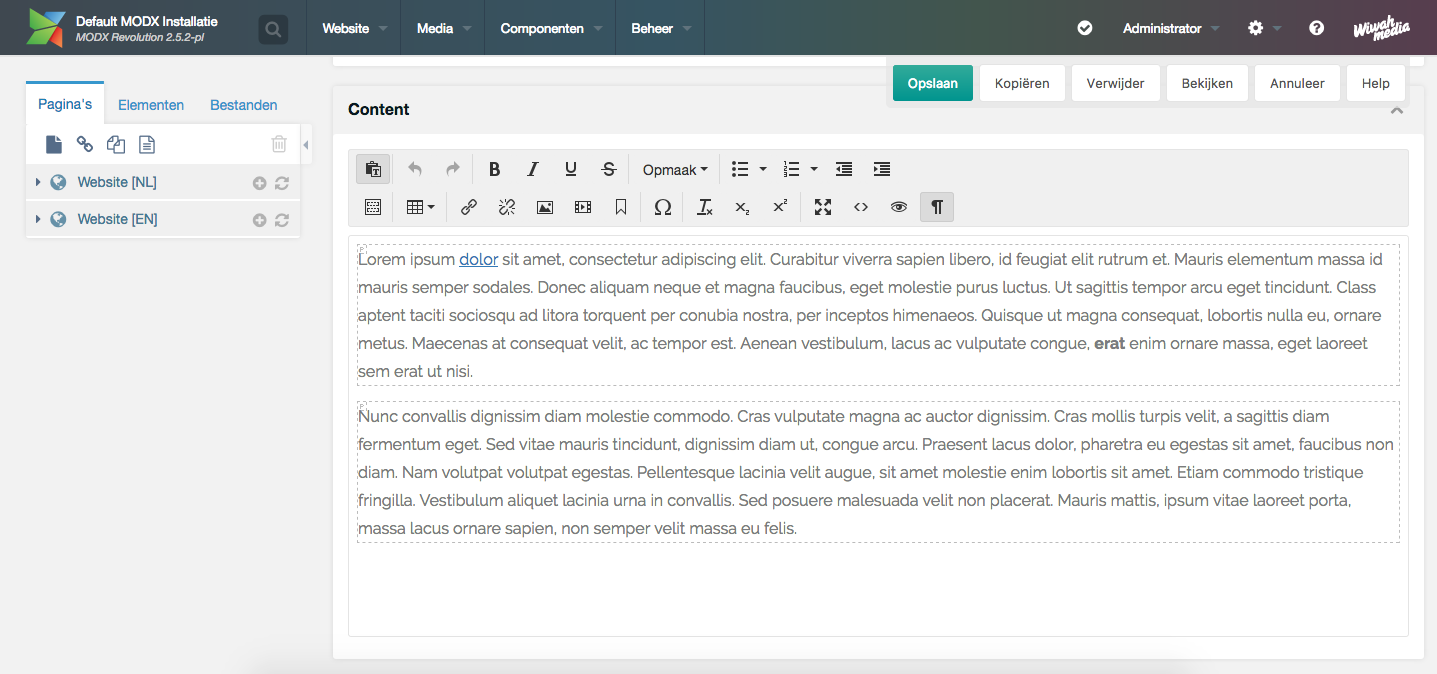 Default MODX Installatie
MODX Revolution 2.5.2-pl
Website
Media
Componenten
Beheer
Administrator
Wiwah media
Pagina's
Elementen
Bestanden
Website [NL]
Website [EN]
Opslaan
Kopiëren
Verwijder
Bekijken
Annuleer
Help
Content
Opmaak
P
Lorem ipsum dolor sit amet, consectetur adipiscing elit. Curabitur viverra sapien libero, id feugiat elit rutrum et. Mauris elementum massa id
mauris semper sodales. Donec aliquam neque et magna faucibus, eget molestie purus luctus. Ut sagittis tempor arcu eget tincidunt. Class
aptent taciti sociosqu ad litora torquent per conubia nostra, per inceptos himenaeos. Quisque ut magna consequat, lobortis nulla eu, ornare
metus. Maecenas at consequat velit, ac tempor est. Aenean vestibulum, lacus ac vulputate congue, erat enim ornare massa, eget laoreet
sem erat ut nisi.
P
Nunc convallis dignissim diam molestie commodo. Cras vulputate magna ac auctor dignissim. Cras mollis turpis velit, a sagittis diam
fermentum eget. Sed vitae mauris tincidunt, dignissim diam ut, congue arcu. Praesent lacus dolor, pharetra eu egestas sit amet, faucibus non
diam. Nam volutpat volutpat egestas. Pellentesque lacinia velit augue, sit amet molestie enim lobortis sit amet. Etiam commodo tristique
fringilla. Vestibulum aliquet lacinia urna in convallis. Sed posuere malesuada velit non placerat. Mauris mattis, ipsum vitae laoreet porta,
massa lacus ornare sapien, non semper velit massa eu felis.